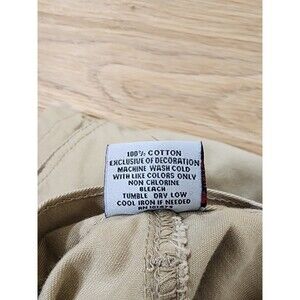 100% COTTON
EXCLUSIVE OF DECORATION
MACHINE WASH COLD
WITH LIKE COLORS ONLY
NON CHLORINE
BLEACH
TUMBLE DRY LOW
COOL IRON IF NEEDED
RN